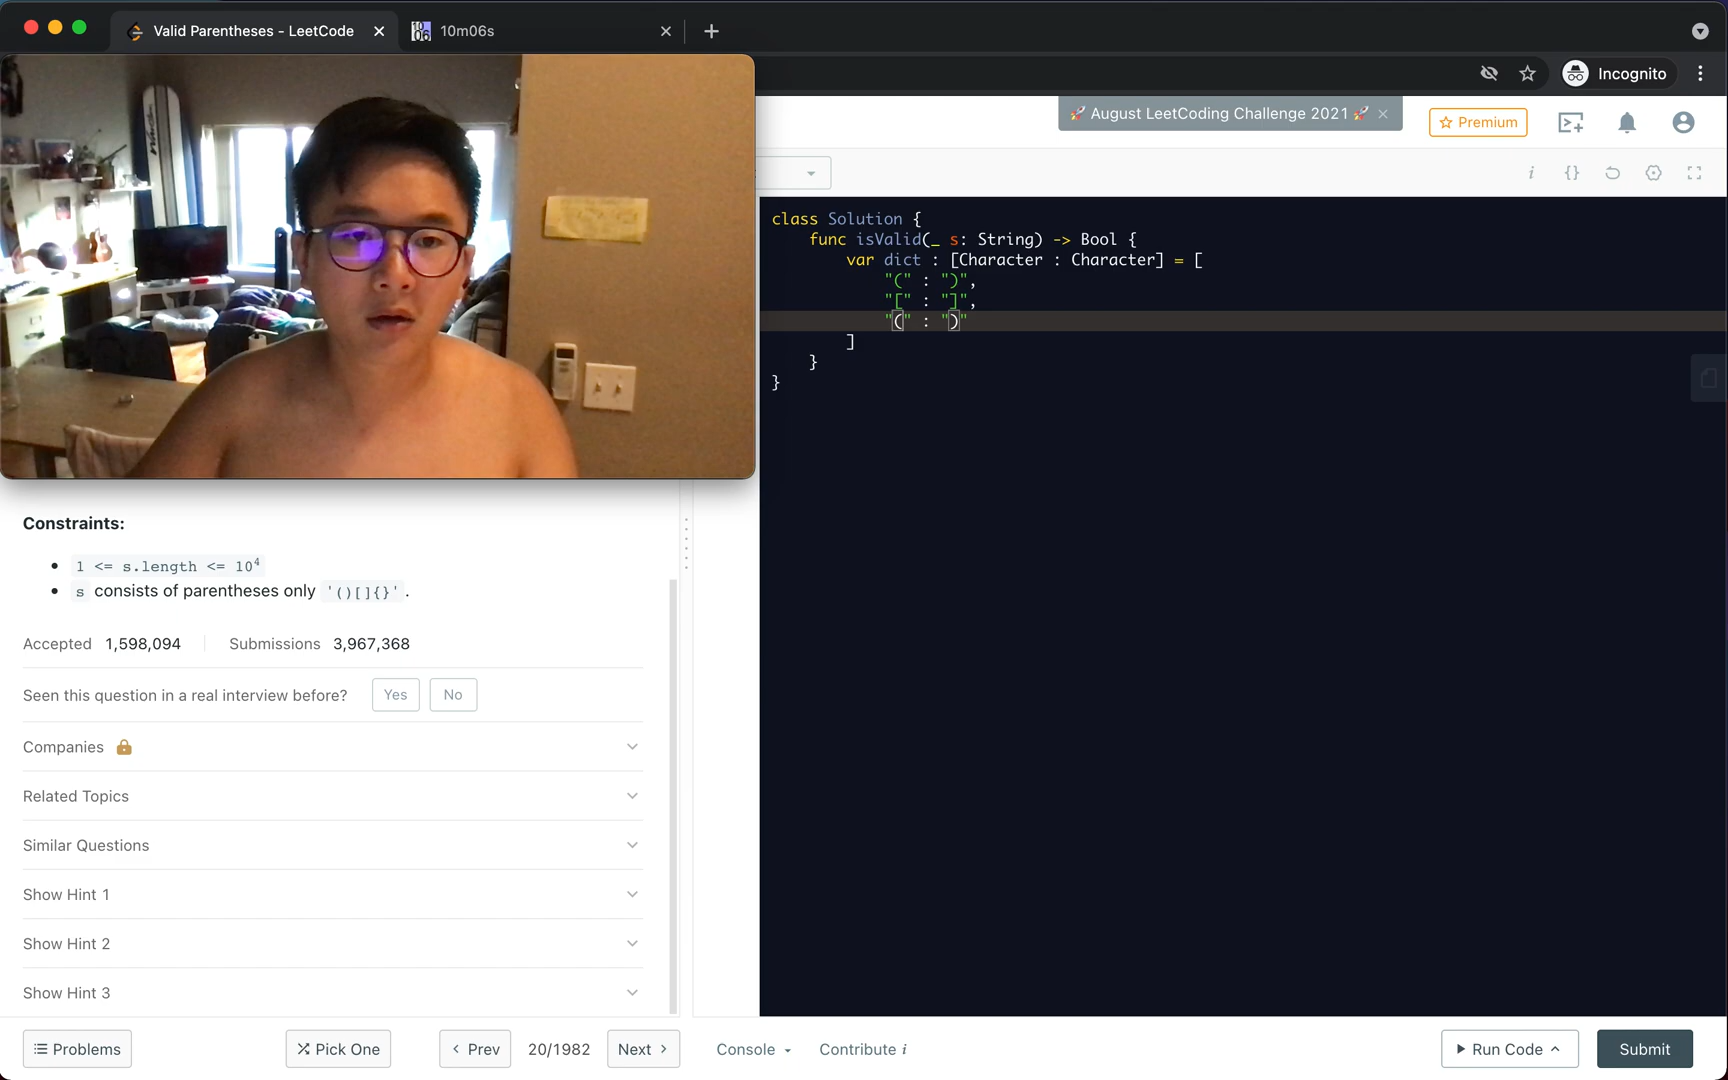 Valid Parentheses - LeetCode
10m06s
Incognito
🚀 August LeetCoding Challenge 2021 🚀
Premium
class Solution {
func isValid(_ s: String) -> Bool {
var dict : [Character : Character] = [
"(" : ")",
"[" : "]",
"(" : ")"
]
}
}
Constraints:
1 <= s.length <= 10⁴
s consists of parentheses only '()[]{}'.
Accepted 1,598,094 Submissions 3,967,368
Seen this question in a real interview before? Yes No
Companies
Related Topics
Similar Questions
Show Hint 1
Show Hint 2
Show Hint 3
Problems Pick One Prev 20/1982 Next Console Contribute i Run Code Submit